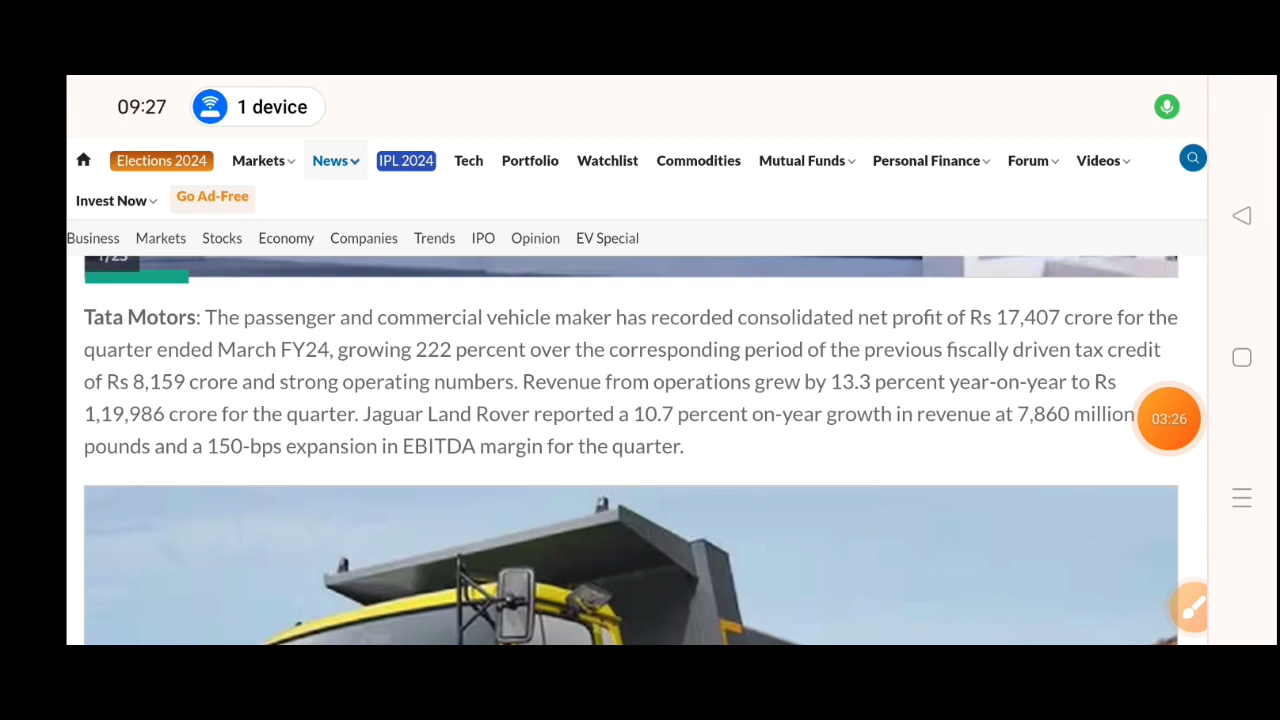 09:27 1 device
Elections 2024 Markets News IPL 2024 Tech Portfolio Watchlist Commodities Mutual Funds Personal Finance Forum Videos
Invest Now Go Ad-Free
Business Markets Stocks Economy Companies Trends IPO Opinion EV Special
1/23
Tata Motors: The passenger and commercial vehicle maker has recorded consolidated net profit of Rs 17,407 crore for the
quarter ended March FY24, growing 222 percent over the corresponding period of the previous fiscally driven tax credit
of Rs 8,159 crore and strong operating numbers. Revenue from operations grew by 13.3 percent year-on-year to Rs
1,19,986 crore for the quarter. Jaguar Land Rover reported a 10.7 percent on-year growth in revenue at 7,860 million
pounds and a 150-bps expansion in EBITDA margin for the quarter.
03:26